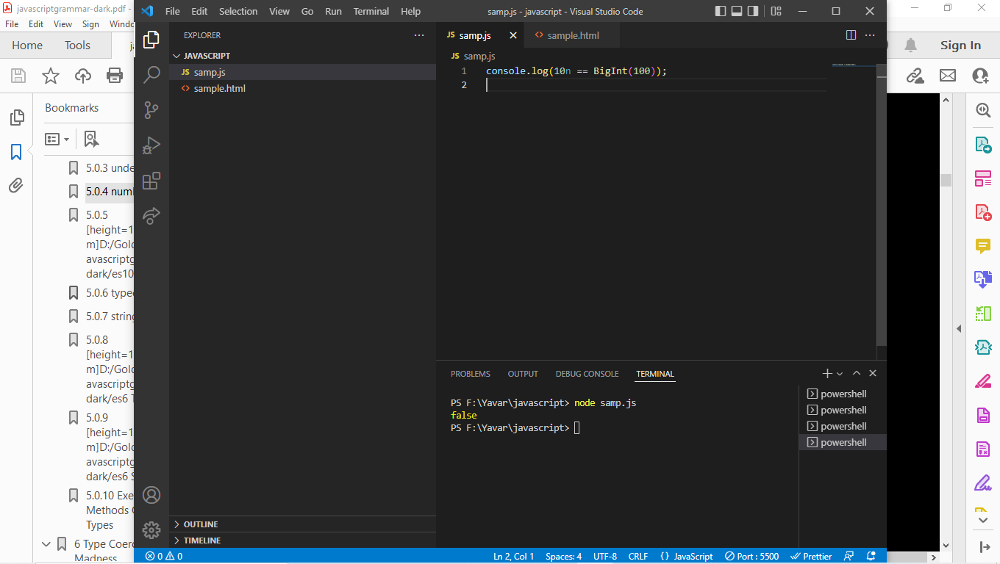 javascriptgrammar-dark.pdf -
File Edit View Sign Windo
Home Tools
Bookmarks
5.0.3 unde
5.0.4 num
5.0.5
[height=1
m]D:/Gold
avascriptg
dark/es10
5.0.6 type
5.0.7 string
5.0.8
[height=1
m]D:/Gold
avascriptg
dark/es6 T
5.0.9
[height=1
m]D:/Gold
avascriptg
dark/es6 S
5.0.10 Exe
Methods
Types
6 Type Coerc
Madness
File Edit Selection View Go Run Terminal Help
samp.js - javascript - Visual Studio Code
EXPLORER
JAVASCRIPT
JS samp.js
sample.html
OUTLINE
TIMELINE
JS samp.js
sample.html
JS samp.js
1 console.log(10n == BigInt(100));
2
PROBLEMS OUTPUT DEBUG CONSOLE TERMINAL
PS F:\Yavar\javascript> node samp.js
false
PS F:\Yavar\javascript>
powershell
powershell
powershell
powershell
0 0
Ln 2, Col 1 Spaces: 4 UTF-8 CRLF {} JavaScript Port : 5500 Prettier
Sign In